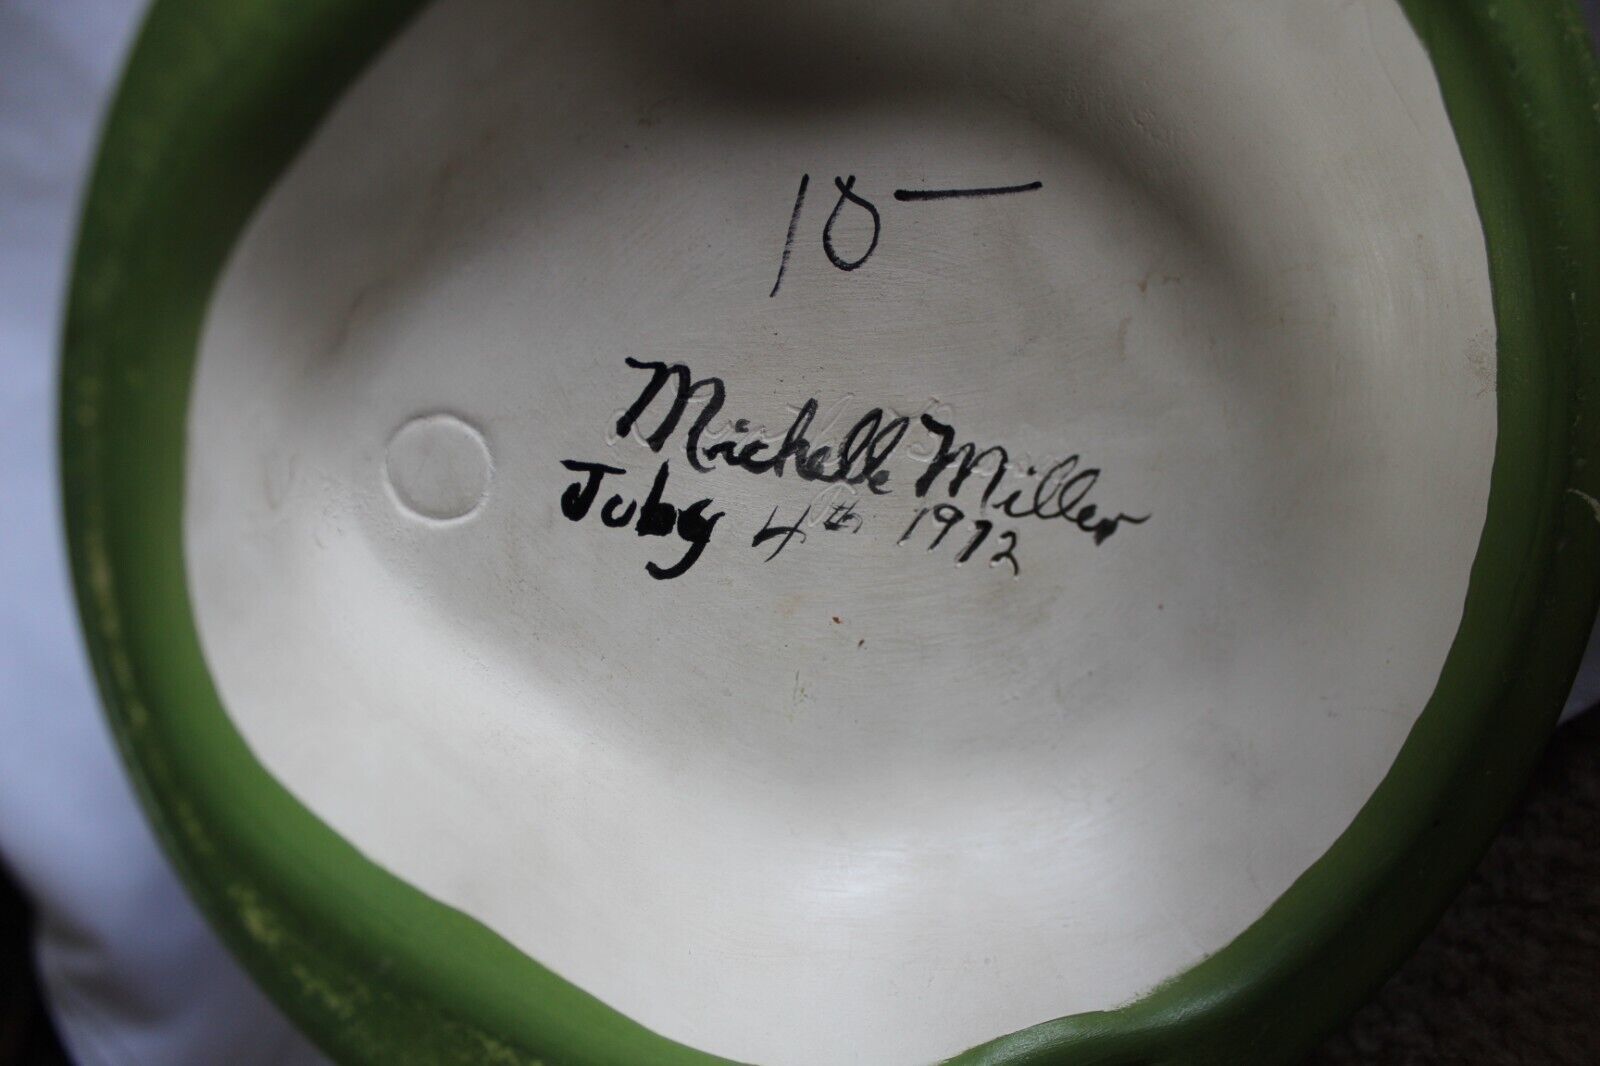 10—
Michelle Miller
Juby 4th 1972